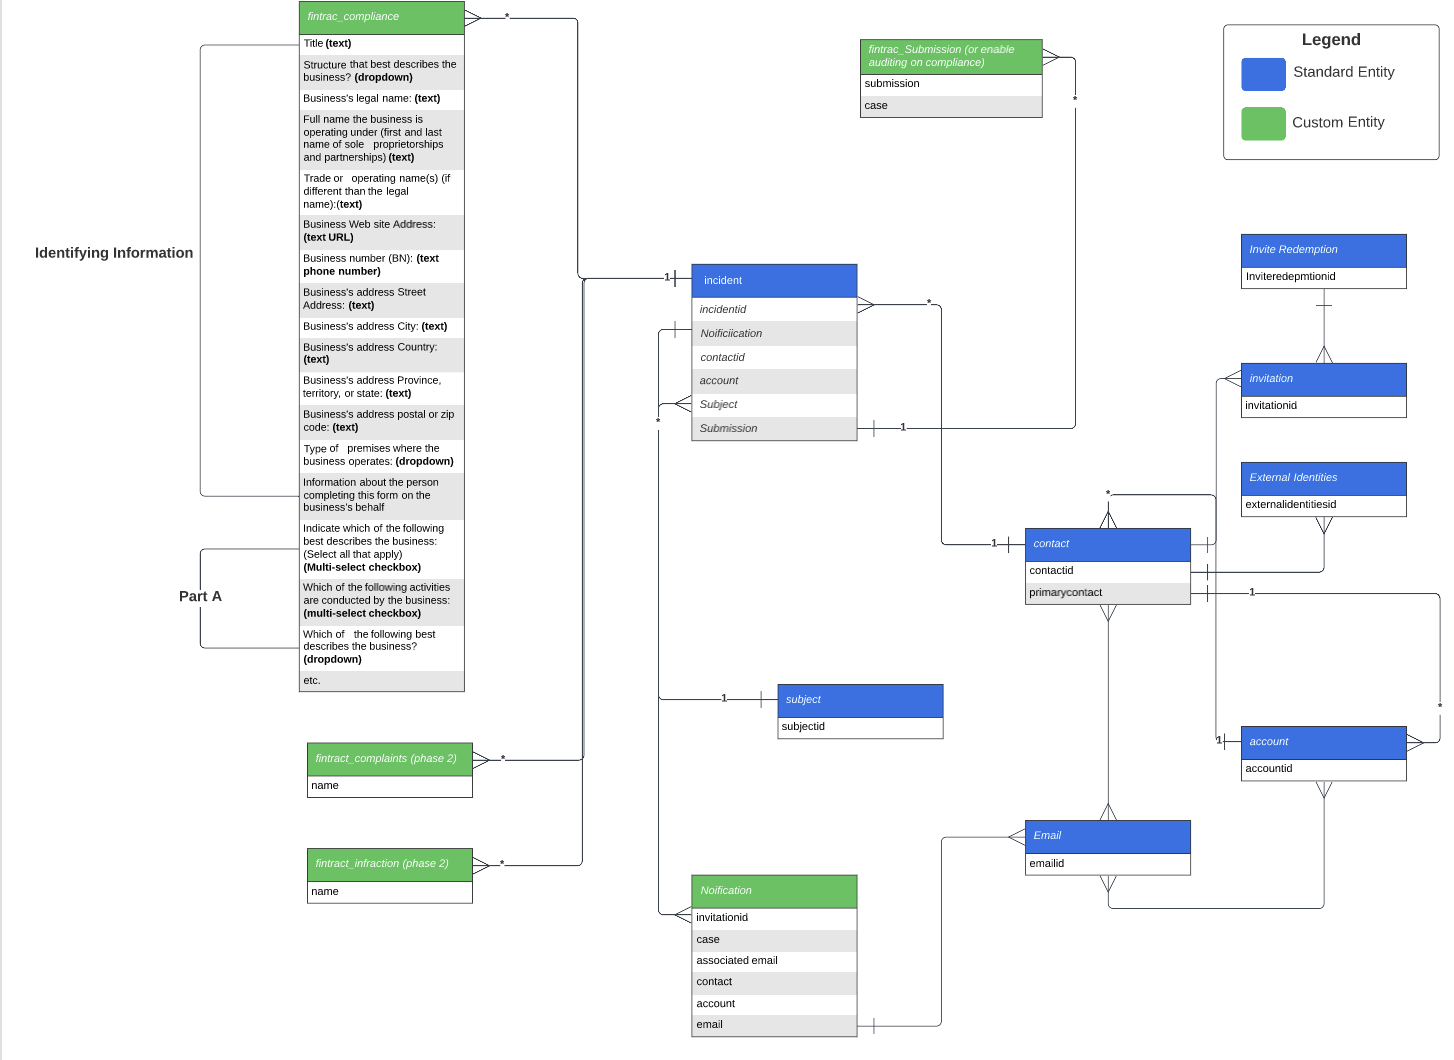 fintrac_compliance
Title (text)
Structure that best describes the
business? (dropdown)
Business's legal name: (text)
Full name the business is
operating under (first and last
name of sole proprietorships
and partnerships) (text)
Trade or operating name(s) (if
different than the legal
name):(text)
Business Web site Address:
(text URL)
Business number (BN): (text
phone number)
Business's address Street
Address: (text)
Business's address City: (text)
Business's address Country:
(text)
Business's address Province,
territory, or state: (text)
Business's address postal or zip
code: (text)
Type of premises where the
business operates: (dropdown)
Information about the person
completing this form on the
business's behalf
Indicate which of the following
best describes the business:
(Select all that apply)
(Multi-select checkbox)
Which of the following activities
are conducted by the business:
(multi-select checkbox)
Which of the following best
describes the business?
(dropdown)
etc.
Identifying Information
Part A
*
fintract_complaints (phase 2)
name
*
fintract_infraction (phase 2)
name
*
fintrac_Submission (or enable
auditing on compliance)
submission
case
*
Legend
Standard Entity
Custom Entity
1
incident
incidentid
Noificiication
contactid
account
Subject
Submission
*
1
*
1
subject
subjectid
Noification
invitationid
case
associated email
contact
account
email
Invite Redemption
Inviteredepmtionid
invitation
invitationid
External Identities
externalidentitiesid
*
1
contact
contactid
primarycontact
1
*
1
account
accountid
Email
emailid